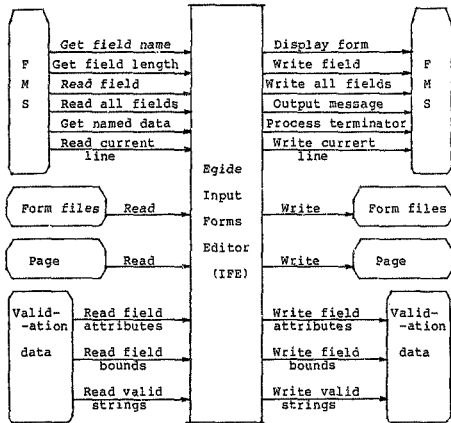 Get field name
Get field length
Read field
Read all fields
Get named data
Read current
line
F
M
S
Display form
Write field
Write all fields
Output message
Process terminator
Write current
line
F
M
S
Egide
Input
Forms
Editor
(IFE)
Form files
Read
Write
Form files
Page
Read
Write
Page
Valid-
-ation
data
Read field
attributes
Read field
bounds
Read valid
strings
Write field
attributes
Write field
bounds
Write valid
strings
Valid-
-ation
data